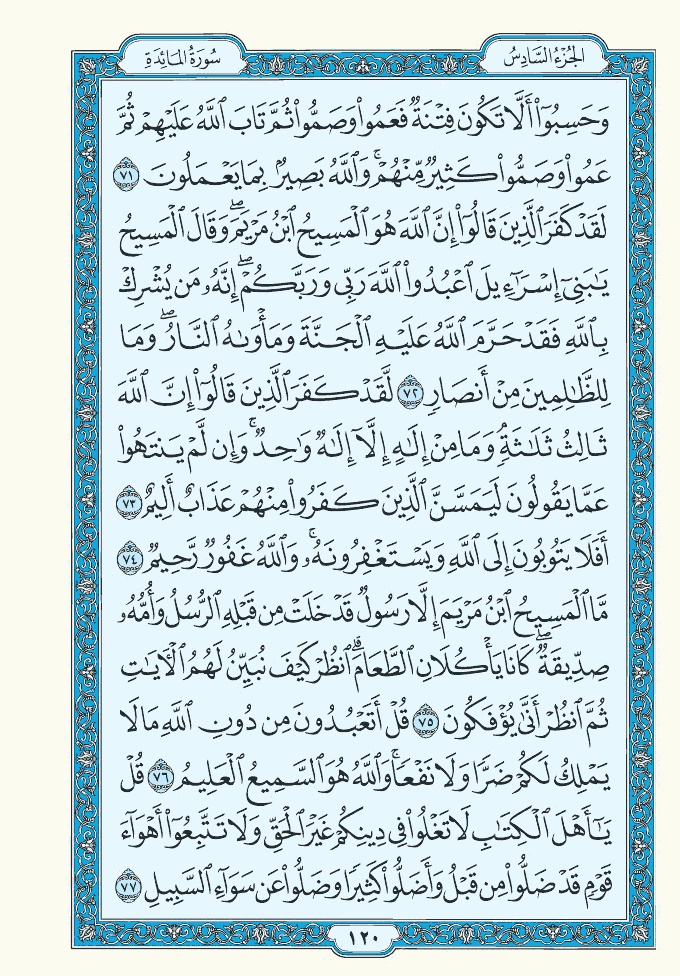 الجُزْءُ السَّادِسُ
سُورَةُ المَائِدَةِ
وَحَسِبُوٓا۟ أَلَّا تَكُونَ فِتْنَةٌ فَعَمُوا۟ وَصَمُّوا۟ ثُمَّ تَابَ ٱللَّهُ عَلَيْهِمْ ثُمَّ
عَمُوا۟ وَصَمُّوا۟ كَثِيرٌ مِّنْهُمْ ۚ وَٱللَّهُ بَصِيرٌۢ بِمَا يَعْمَلُونَ ٧١
لَقَدْ كَفَرَ ٱلَّذِينَ قَالُوٓا۟ إِنَّ ٱللَّهَ هُوَ ٱلْمَسِيحُ ٱبْنُ مَرْيَمَ ۖ وَقَالَ ٱلْمَسِيحُ
يَـٰبَنِىٓ إِسْرَٰٓءِيلَ ٱعْبُدُوا۟ ٱللَّهَ رَبِّى وَرَبَّكُمْ ۖ إِنَّهُۥ مَن يُشْرِكْ
بِٱللَّهِ فَقَدْ حَرَّمَ ٱللَّهُ عَلَيْهِ ٱلْجَنَّةَ وَمَأْوَىٰهُ ٱلنَّارُ ۖ وَمَا
لِلظَّـٰلِمِينَ مِنْ أَنصَارٍ ٧٢ لَّقَدْ كَفَرَ ٱلَّذِينَ قَالُوٓا۟ إِنَّ ٱللَّهَ
ثَالِثُ ثَلَـٰثَةٍ ۘ وَمَا مِنْ إِلَـٰهٍ إِلَّآ إِلَـٰهٌ وَٰحِدٌ ۚ وَإِن لَّمْ يَنتَهُوا۟
عَمَّا يَقُولُونَ لَيَمَسَّنَّ ٱلَّذِينَ كَفَرُوا۟ مِنْهُمْ عَذَابٌ أَلِيمٌ ٧٣
أَفَلَا يَتُوبُونَ إِلَى ٱللَّهِ وَيَسْتَغْفِرُونَهُۥ ۚ وَٱللَّهُ غَفُورٌ رَّحِيمٌ ٧٤
مَّا ٱلْمَسِيحُ ٱبْنُ مَرْيَمَ إِلَّا رَسُولٌ قَدْ خَلَتْ مِن قَبْلِهِ ٱلرُّسُلُ وَأُمُّهُۥ
صِدِّيقَةٌ ۖ كَانَا يَأْكُلَانِ ٱلطَّعَامَ ۗ ٱنظُرْ كَيْفَ نُبَيِّنُ لَهُمُ ٱلْـَٔايَـٰتِ
ثُمَّ ٱنظُرْ أَنَّىٰ يُؤْفَكُونَ ٧٥ قُلْ أَتَعْبُدُونَ مِن دُونِ ٱللَّهِ مَا لَا
يَمْلِكُ لَكُمْ ضَرًّا وَلَا نَفْعًا ۚ وَٱللَّهُ هُوَ ٱلسَّمِيعُ ٱلْعَلِيمُ ٧٦ قُلْ
يَـٰٓأَهْلَ ٱلْكِتَـٰبِ لَا تَغْلُوا۟ فِى دِينِكُمْ غَيْرَ ٱلْحَقِّ وَلَا تَتَّبِعُوٓا۟ أَهْوَآءَ
قَوْمٍ قَدْ ضَلُّوا۟ مِن قَبْلُ وَأَضَلُّوا۟ كَثِيرًا وَضَلُّوا۟ عَن سَوَآءِ ٱلسَّبِيلِ ٧٧
١٢٠